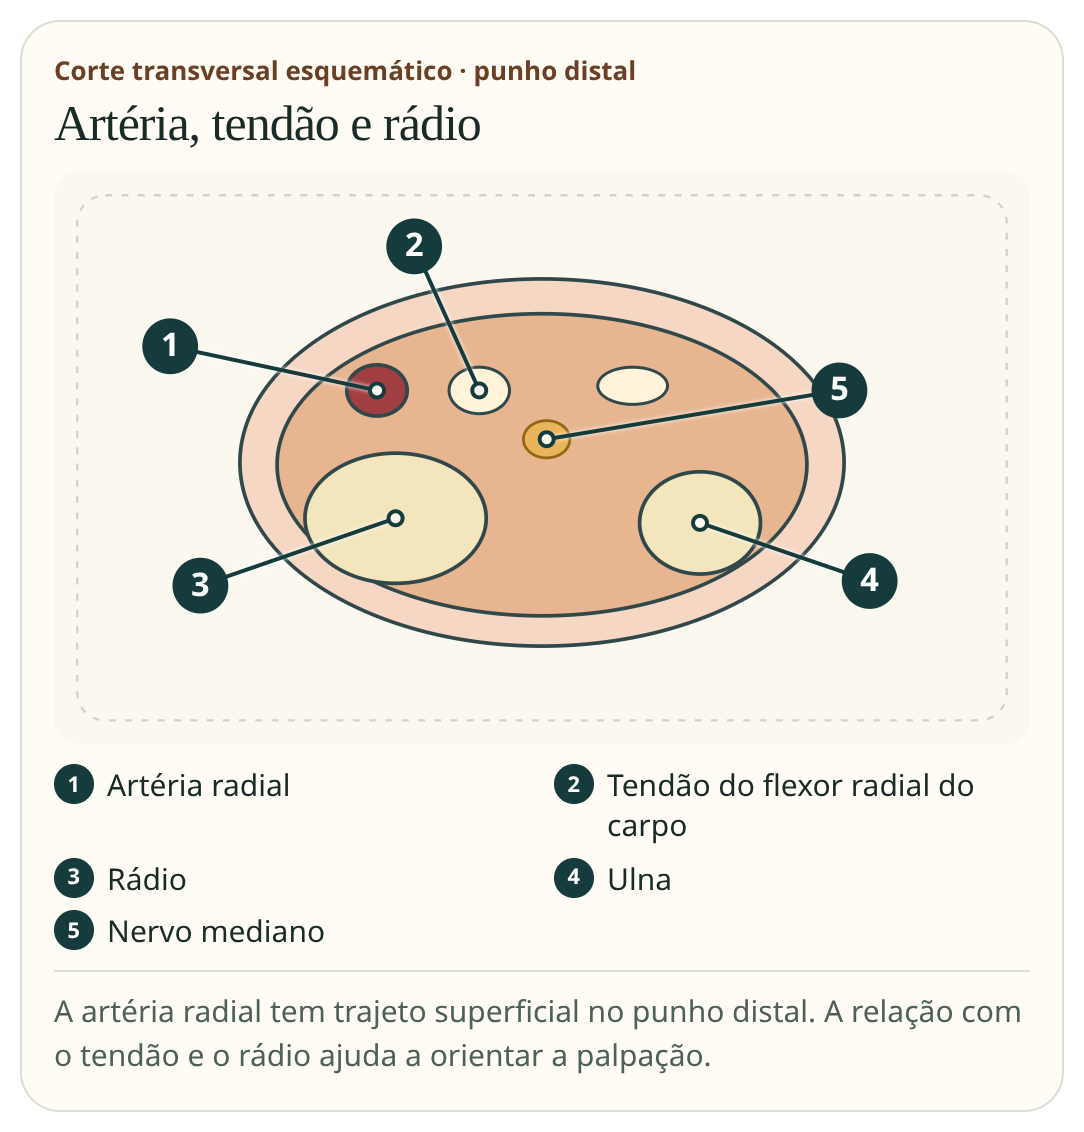 Corte transversal esquemático · punho distal
Artéria, tendão e rádio
2
1
5
3
4
1 Artéria radial
2 Tendão do flexor radial do
carpo
3 Rádio
4 Ulna
5 Nervo mediano
A artéria radial tem trajeto superficial no punho distal. A relação com
o tendão e o rádio ajuda a orientar a palpação.